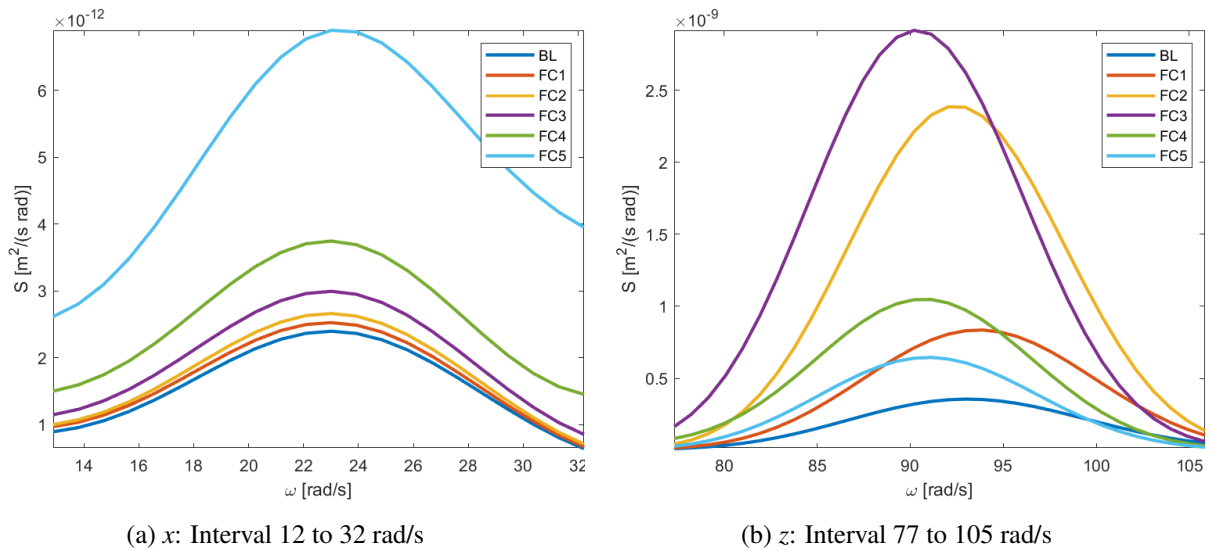 ×10⁻¹²
6
5
4
3
2
1
S [m²/(s rad)]
14 16 18 20 22 24 26 28 30 32
ω [rad/s]
BL
FC1
FC2
FC3
FC4
FC5
(a) x: Interval 12 to 32 rad/s
×10⁻⁹
2.5
2
1.5
1
0.5
S [m²/(s rad)]
80 85 90 95 100 105
ω [rad/s]
BL
FC1
FC2
FC3
FC4
FC5
(b) z: Interval 77 to 105 rad/s